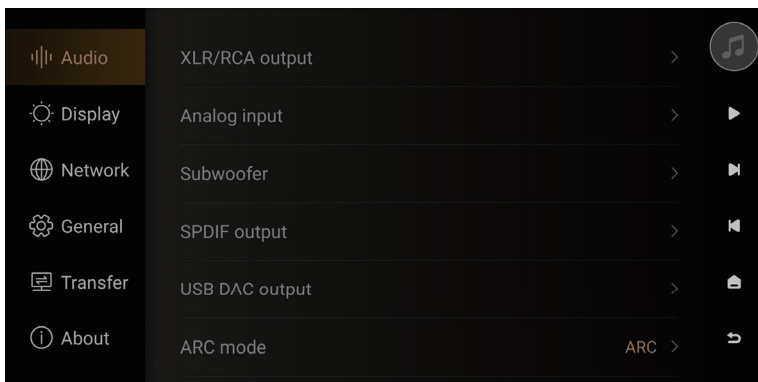 Audio
Display
Network
General
Transfer
About
XLR/RCA output
Analog input
Subwoofer
SPDIF output
USB DΛC output
ARC mode ARC